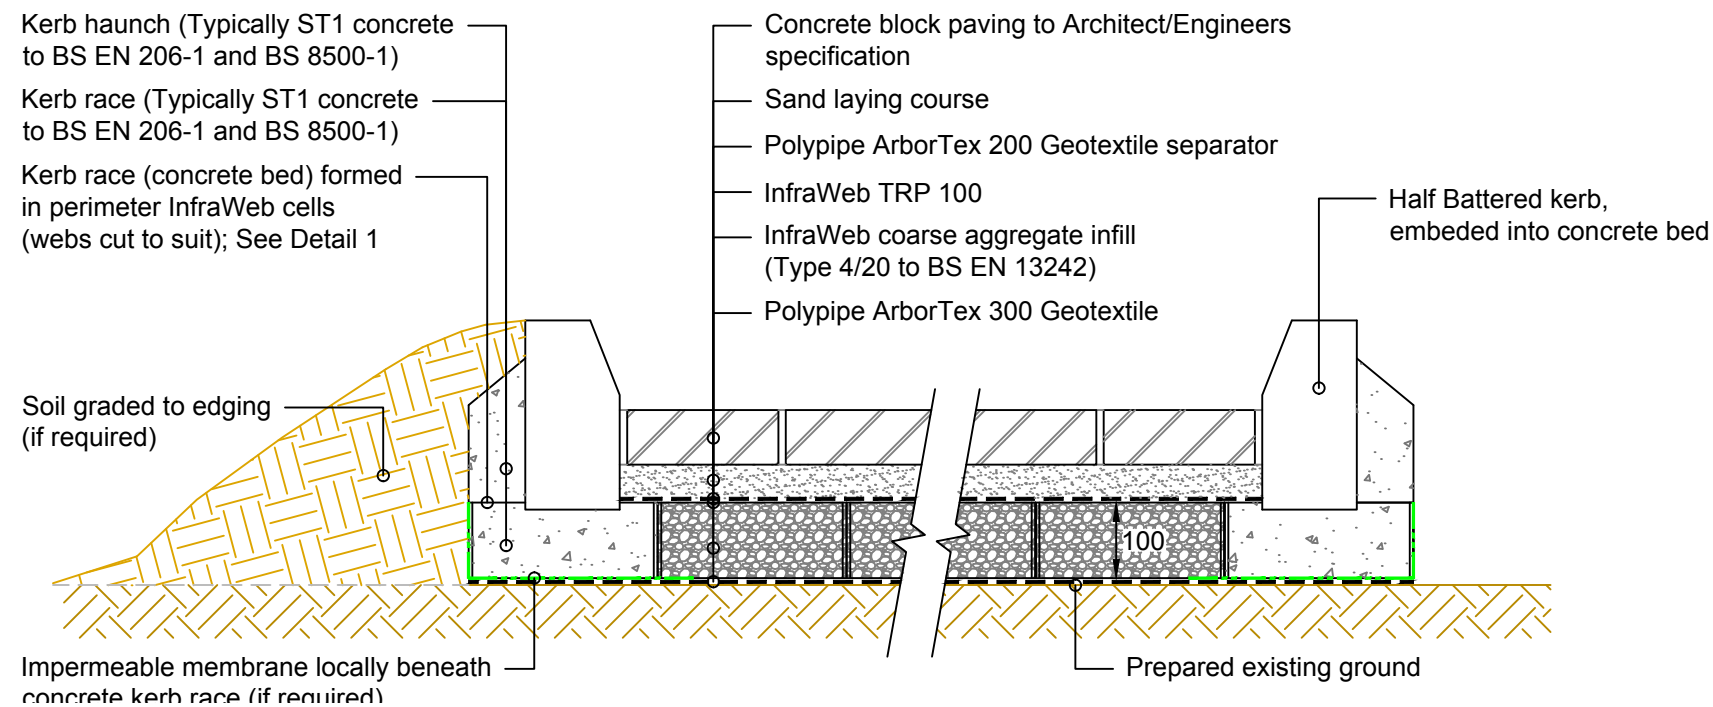 Kerb haunch (Typically ST1 concrete
to BS EN 206-1 and BS 8500-1)
Kerb race (Typically ST1 concrete
to BS EN 206-1 and BS 8500-1)
Kerb race (concrete bed) formed
in perimeter InfraWeb cells
(webs cut to suit); See Detail 1
Soil graded to edging
(if required)
Impermeable membrane locally beneath
concrete kerb race (if required)
Concrete block paving to Architect/Engineers
specification
Sand laying course
Polypipe ArborTex 200 Geotextile separator
InfraWeb TRP 100
InfraWeb coarse aggregate infill
(Type 4/20 to BS EN 13242)
Polypipe ArborTex 300 Geotextile
Half Battered kerb,
embeded into concrete bed
100
Prepared existing ground